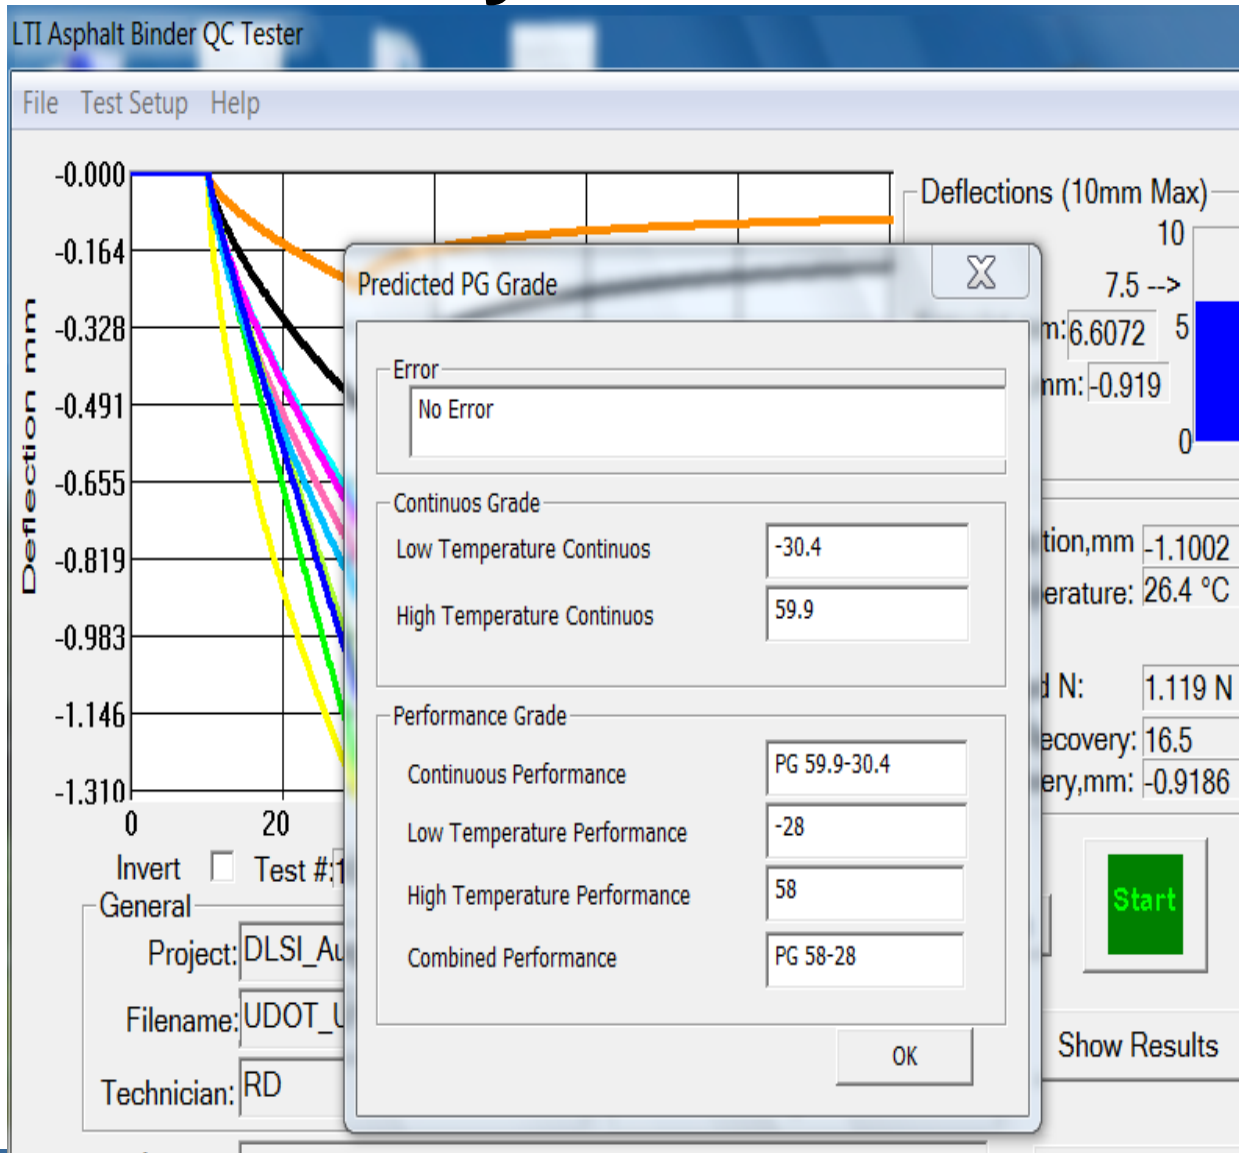 LTI Asphalt Binder QC Tester
File Test Setup Help
Deflection mm
-0.000
-0.164
-0.328
-0.491
-0.655
-0.819
-0.983
-1.146
-1.310
0 20
Invert Test #:1
General
Project: DLSI_Au
Filename: UDOT_U
Technician: RD
Predicted PG Grade
Error
No Error
Continuos Grade
Low Temperature Continuos -30.4
High Temperature Continuos 59.9
Performance Grade
Continuous Performance PG 59.9-30.4
Low Temperature Performance -28
High Temperature Performance 58
Combined Performance PG 58-28
OK
Deflections (10mm Max)
10
7.5 -->
6.6072 5
mm: -0.919
0
tion,mm -1.1002
erature: 26.4 °C
N: 1.119 N
ecovery: 16.5
ery,mm: -0.9186
Start
Show Results